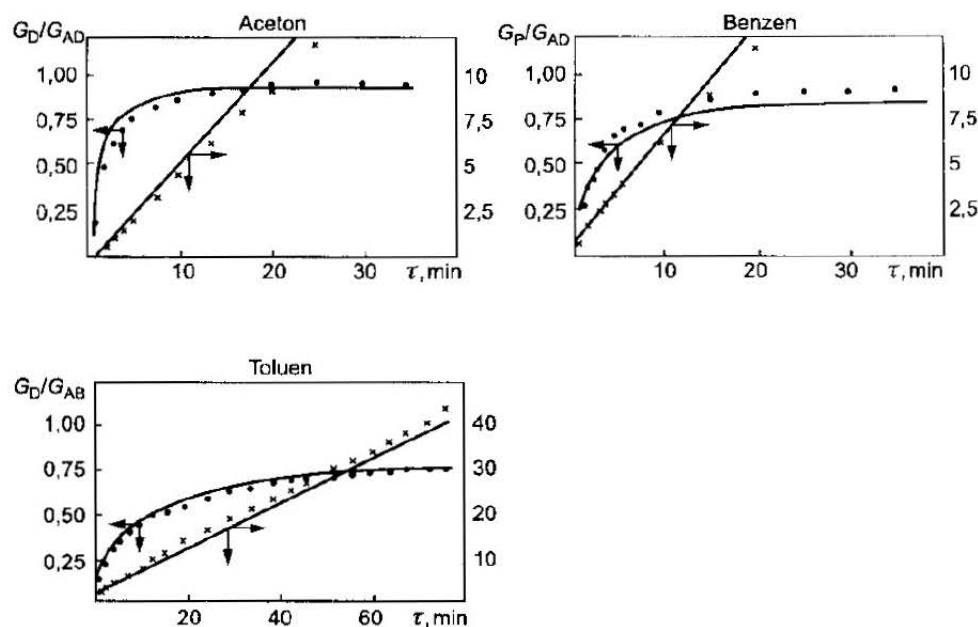 Aceton
G_D/G_AD
1,00
0,75
0,50
0,25
10
7,5
5
2,5
10 20 30 τ, min
Benzen
G_P/G_AD
1,00
0,75
0,50
0,25
10
7,5
5
2,5
10 20 30 τ, min
Toluen
G_D/G_AB
1,00
0,75
0,50
0,25
40
30
20
10
20 40 60 τ, min